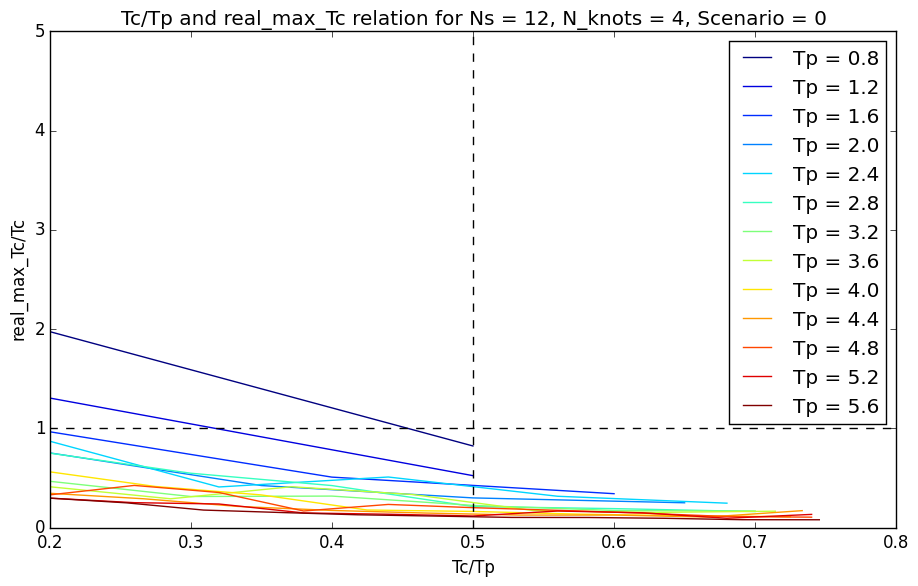 Tc/Tp and real_max_Tc relation for Ns = 12, N_knots = 4, Scenario = 0
5
4
3
2
1
0
real_max_Tc/Tc
Tp = 0.8
Tp = 1.2
Tp = 1.6
Tp = 2.0
Tp = 2.4
Tp = 2.8
Tp = 3.2
Tp = 3.6
Tp = 4.0
Tp = 4.4
Tp = 4.8
Tp = 5.2
Tp = 5.6
0.2 0.3 0.4 0.5 0.6 0.7 0.8
Tc/Tp